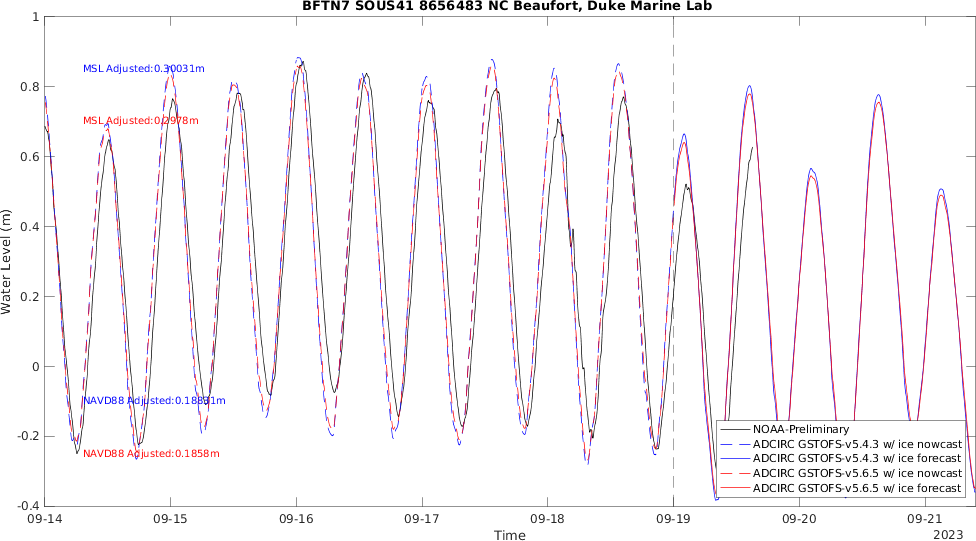 BFTN7 SOUS41 8656483 NC Beaufort, Duke Marine Lab
1
0.8
0.6
0.4
0.2
0
-0.2
-0.4
Water Level (m)
MSL Adjusted:0.30031m
MSL Adjusted:0.2978m
NAVD88 Adjusted:0.18831m
NAVD88 Adjusted:0.1858m
NOAA-Preliminary
ADCIRC GSTOFS-v5.4.3 w/ ice nowcast
ADCIRC GSTOFS-v5.4.3 w/ ice forecast
ADCIRC GSTOFS-v5.6.5 w/ ice nowcast
ADCIRC GSTOFS-v5.6.5 w/ ice forecast
09-14 09-15 09-16 09-17 09-18 09-19 09-20 09-21
Time
2023